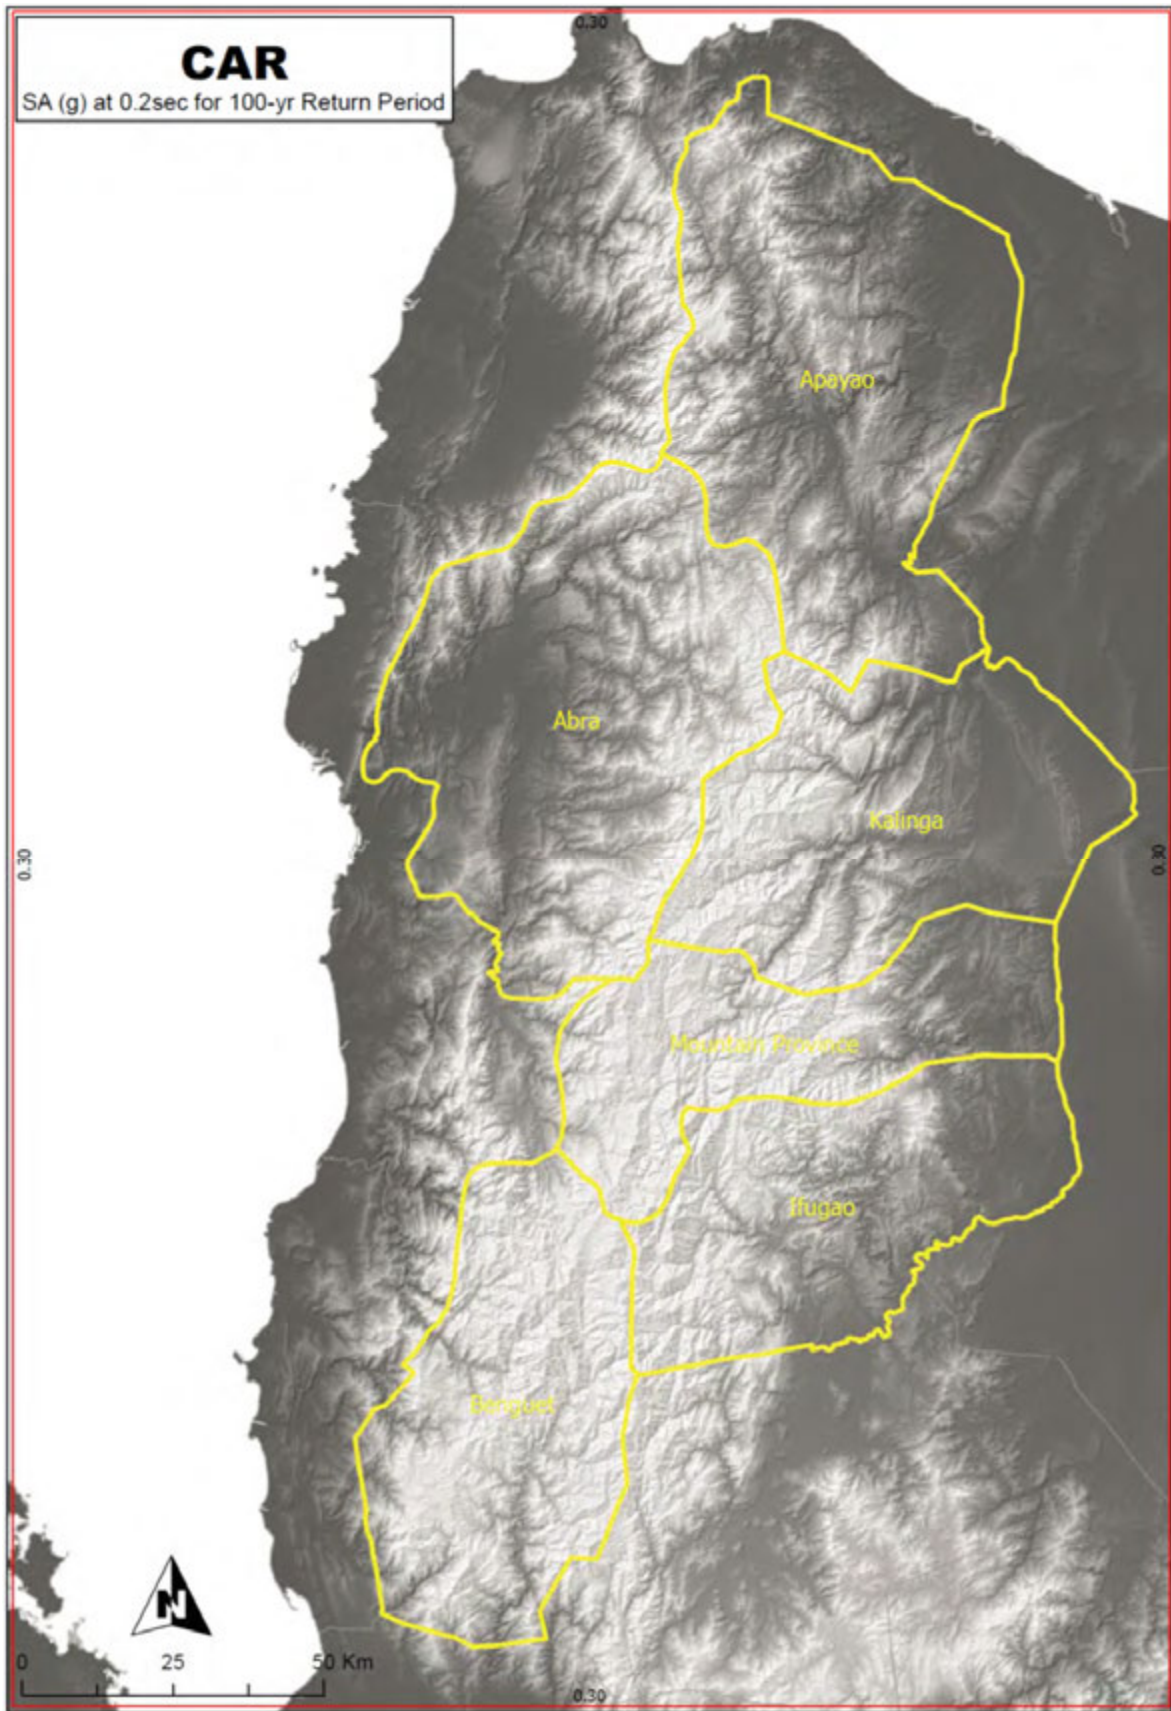 0.30
CAR
SA (g) at 0.2sec for 100-yr Return Period
Apayao
Abra
Kalinga
0.30
0.30
Mountain Province
Ifugao
Benguet
N
0 25 50 Km
0.30